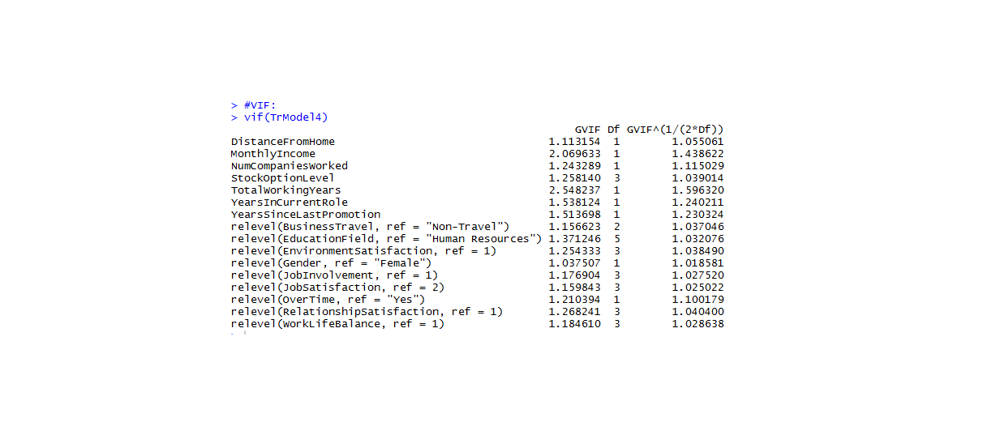 > #VIF:
> vif(TrModel4)
GVIF Df GVIF^(1/(2*Df))
DistanceFromHome 1.113154 1 1.055061
MonthlyIncome 2.069633 1 1.438622
NumCompaniesWorked 1.243289 1 1.115029
StockOptionLevel 1.258140 3 1.039014
TotalWorkingYears 2.548237 1 1.596320
YearsInCurrentRole 1.538124 1 1.240211
YearsSinceLastPromotion 1.513698 1 1.230324
relevel(BusinessTravel, ref = "Non-Travel") 1.156623 2 1.037046
relevel(EducationField, ref = "Human Resources") 1.371246 5 1.032076
relevel(EnvironmentSatisfaction, ref = 1) 1.254333 3 1.038490
relevel(Gender, ref = "Female") 1.037507 1 1.018581
relevel(JobInvolvement, ref = 1) 1.176904 3 1.027520
relevel(JobSatisfaction, ref = 2) 1.159843 3 1.025022
relevel(OverTime, ref = "Yes") 1.210394 1 1.100179
relevel(RelationshipSatisfaction, ref = 1) 1.268241 3 1.040400
relevel(WorkLifeBalance, ref = 1) 1.184610 3 1.028638